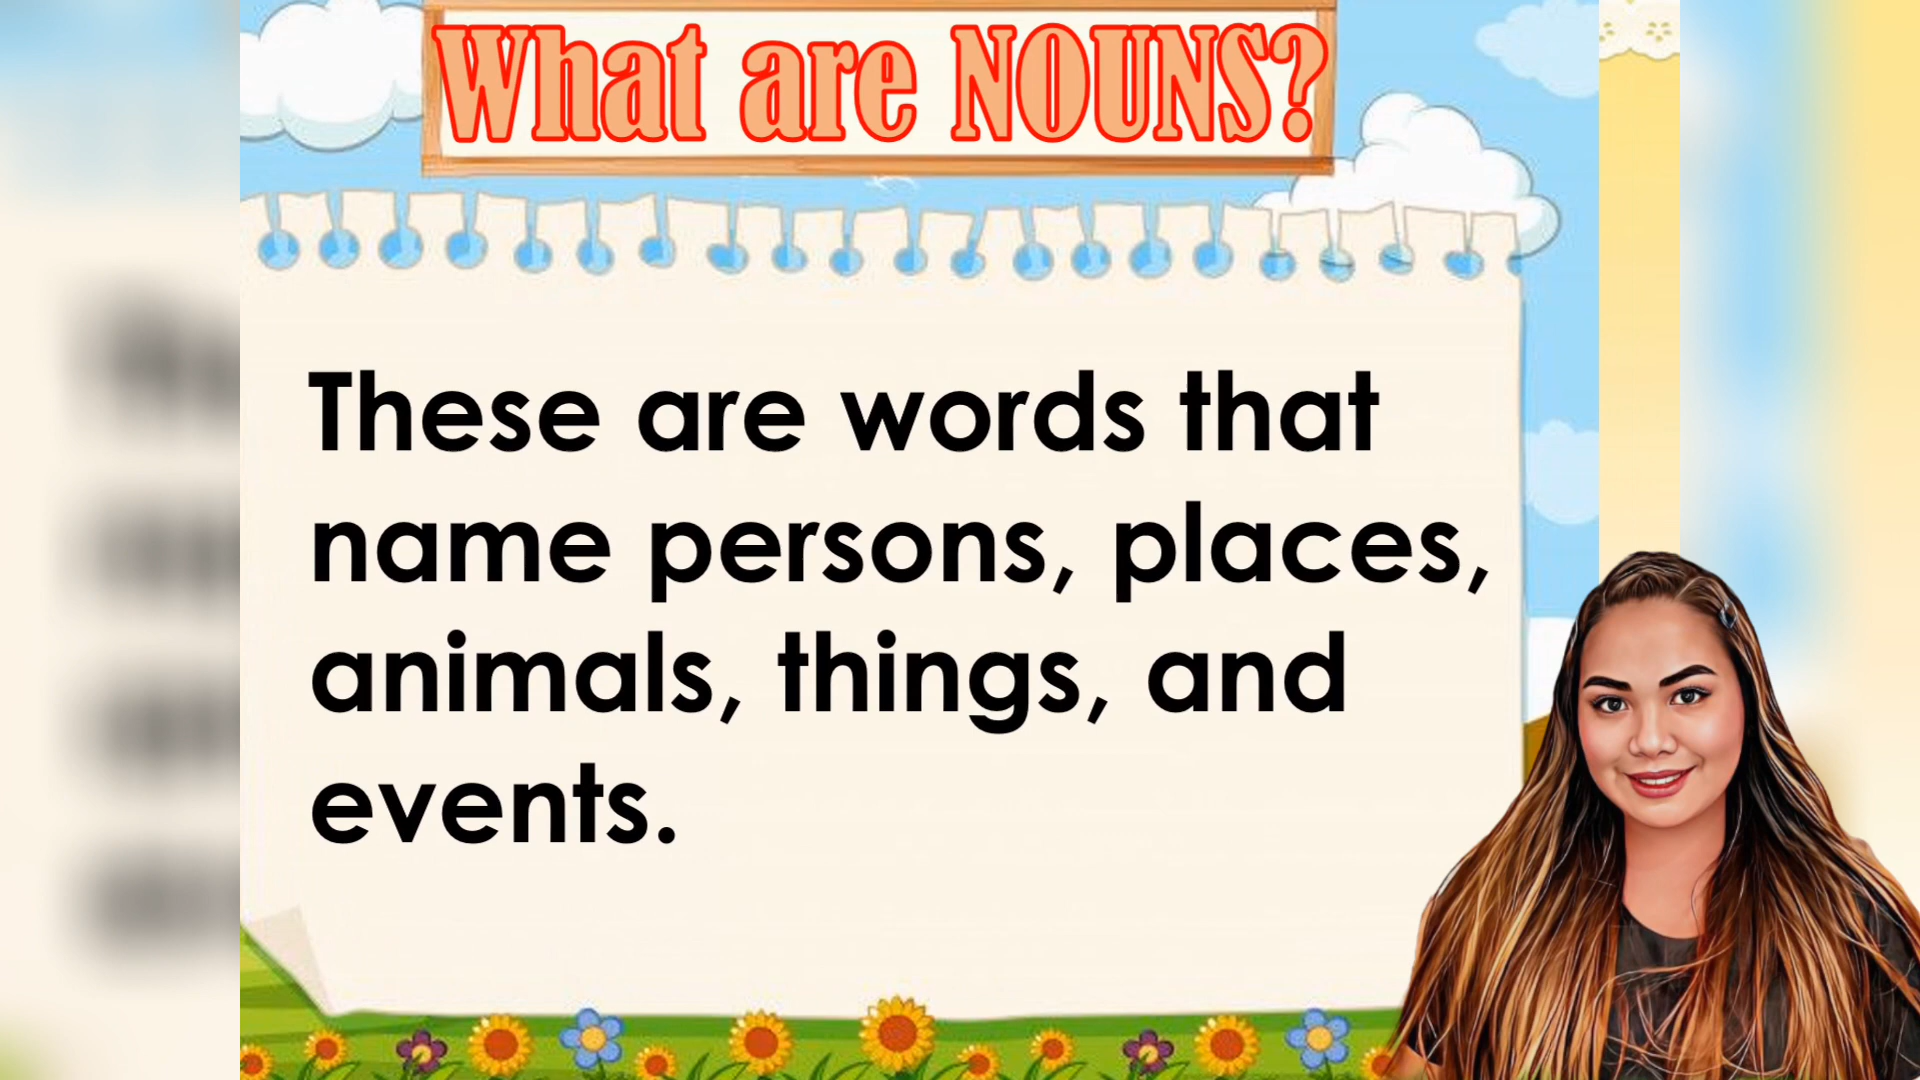 What are NOUNS?
These are words that
name persons, places,
animals, things, and
events.